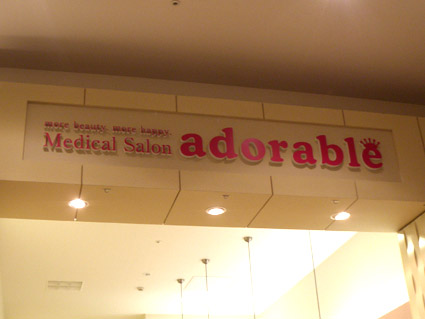 more beauty, more happy.
Medical Salon adorable